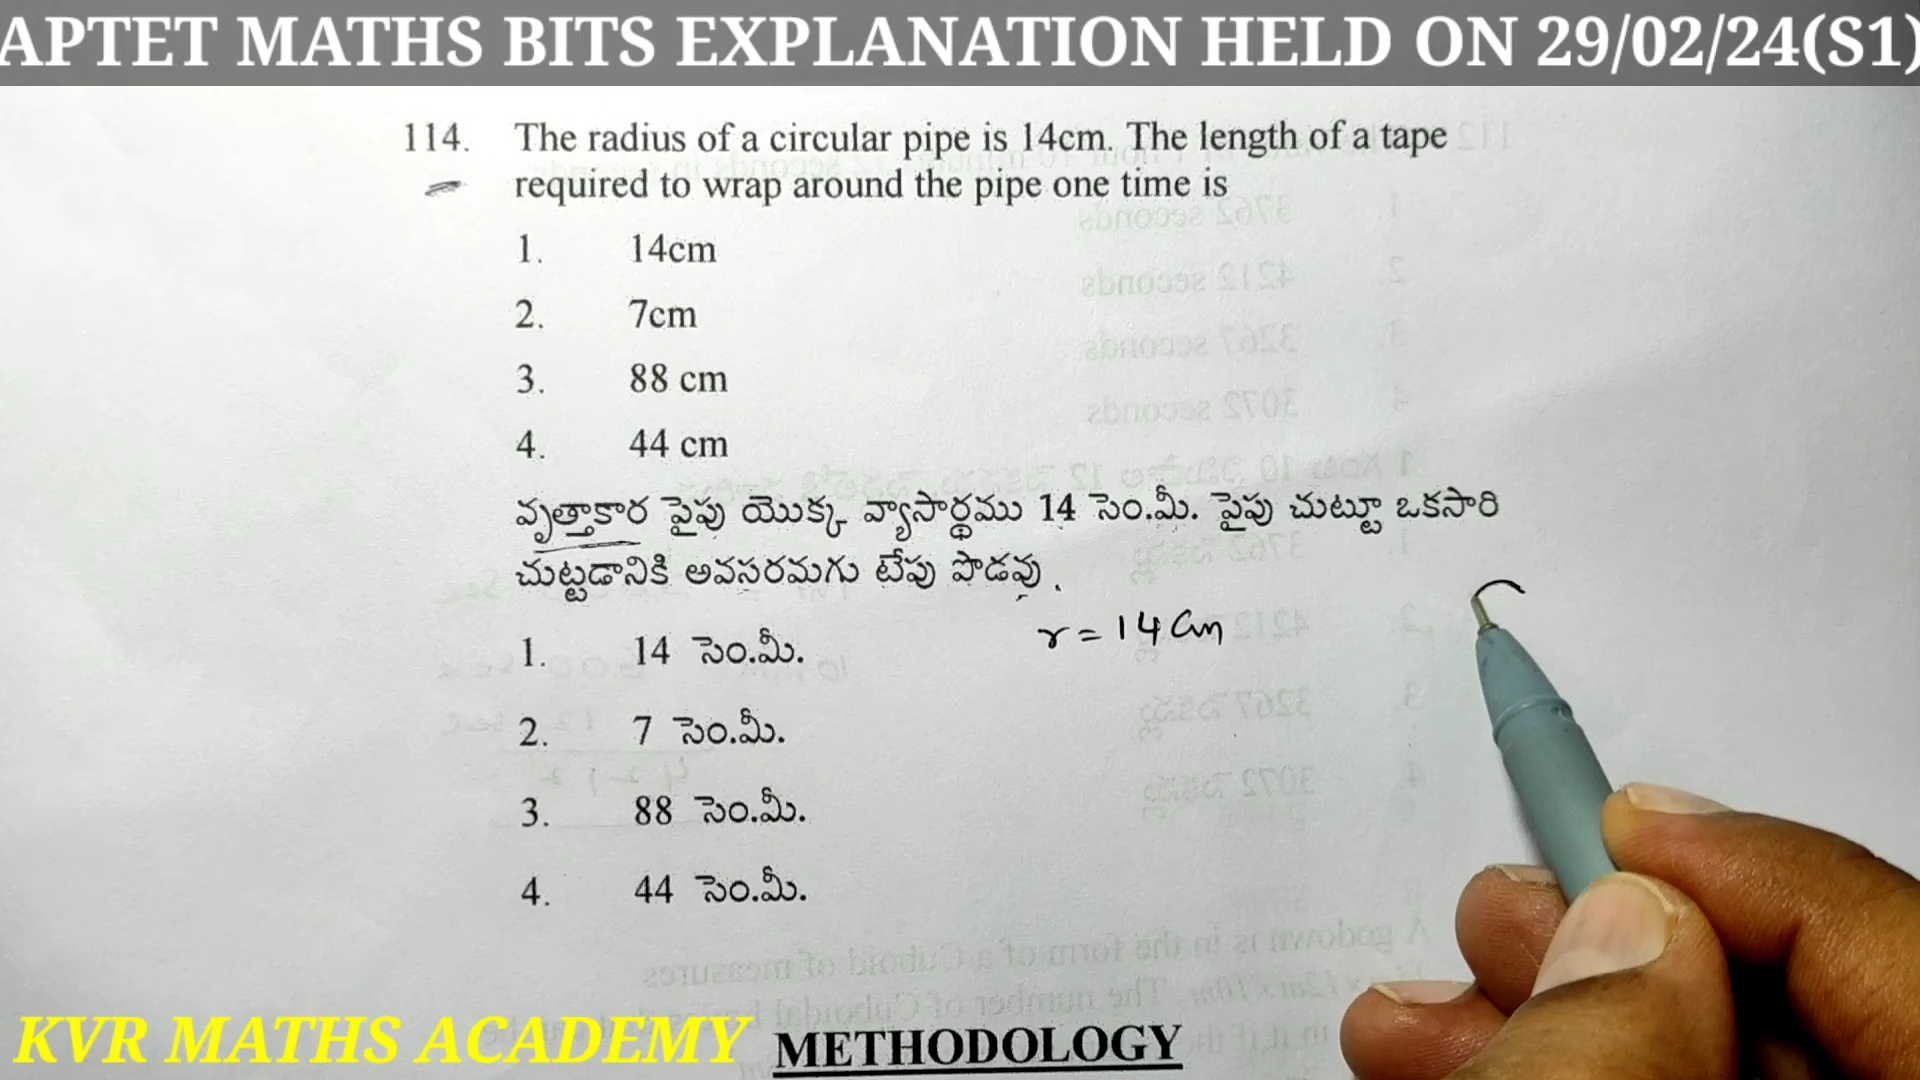 APTET MATHS BITS EXPLANATION HELD ON 29/02/24(S1)
114. The radius of a circular pipe is 14cm. The length of a tape
required to wrap around the pipe one time is
1. 14cm
2. 7cm
3. 88 cm
4. 44 cm
వృత్తాకార పైపు యొక్క వ్యాసార్థము 14 సెం.మీ. పైపు చుట్టూ ఒకసారి
చుట్టడానికి అవసరమగు టేపు పొడవు.
r = 14 cm
1. 14 సెం.మీ.
2. 7 సెం.మీ.
3. 88 సెం.మీ.
4. 44 సెం.మీ.
KVR MATHS ACADEMY
METHODOLOGY